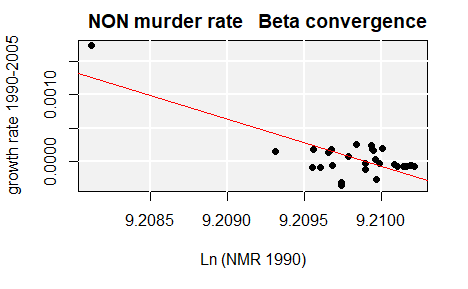 NON murder rate Beta convergence
growth rate 1990-2005
0.0010
0.0000
9.2085
9.2090
9.2095
9.2100
Ln (NMR 1990)